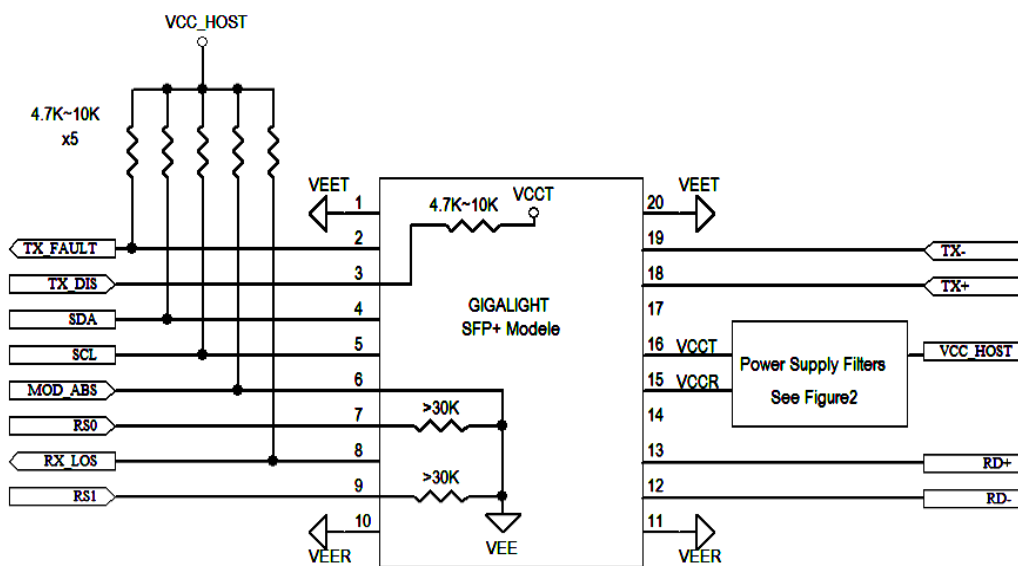 VCC_HOST
4.7K~10K
x5
VEET
1
TX_FAULT
2
TX_DIS
3
SDA
4
SCL
5
MOD_ABS
6
RS0
7
>30K
RX_LOS
8
RS1
9
>30K
10
VEER
VEE
4.7K~10K
VCCT
GIGALIGHT
SFP+ Modele
VEET
20
19
TX-
18
TX+
17
16
VCCT
15
VCCR
Power Supply Filters
See Figure2
VCC_HOST
14
13
RD+
12
RD-
11
VEER